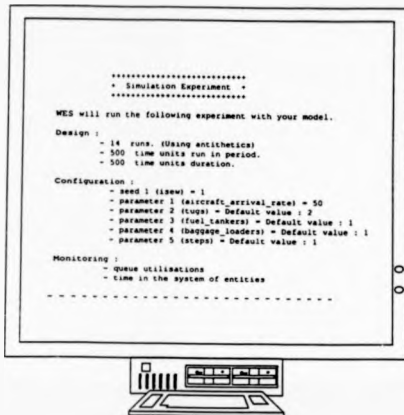 ***************************
* Simulation Experiment *
***************************
WES will run the following experiment with your model.
Design :
- 14 runs. (Using antithetics)
- 500 time units run in period.
- 500 time units duration.
Configuration :
- seed 1 (isew) = 1
- parameter 1 (aircraft_arrival_rate) = 50
- parameter 2 (tugs) = Default value : 2
- parameter 3 (fuel_tankers) = Default value : 1
- parameter 4 (baggage_loaders) = Default value : 1
- parameter 5 (steps) = Default value : 1
Monitoring :
- queue utilisations
- time in the system of entities
- - - - - - - - - - - - - - - - - - - - - - - - - - - - -